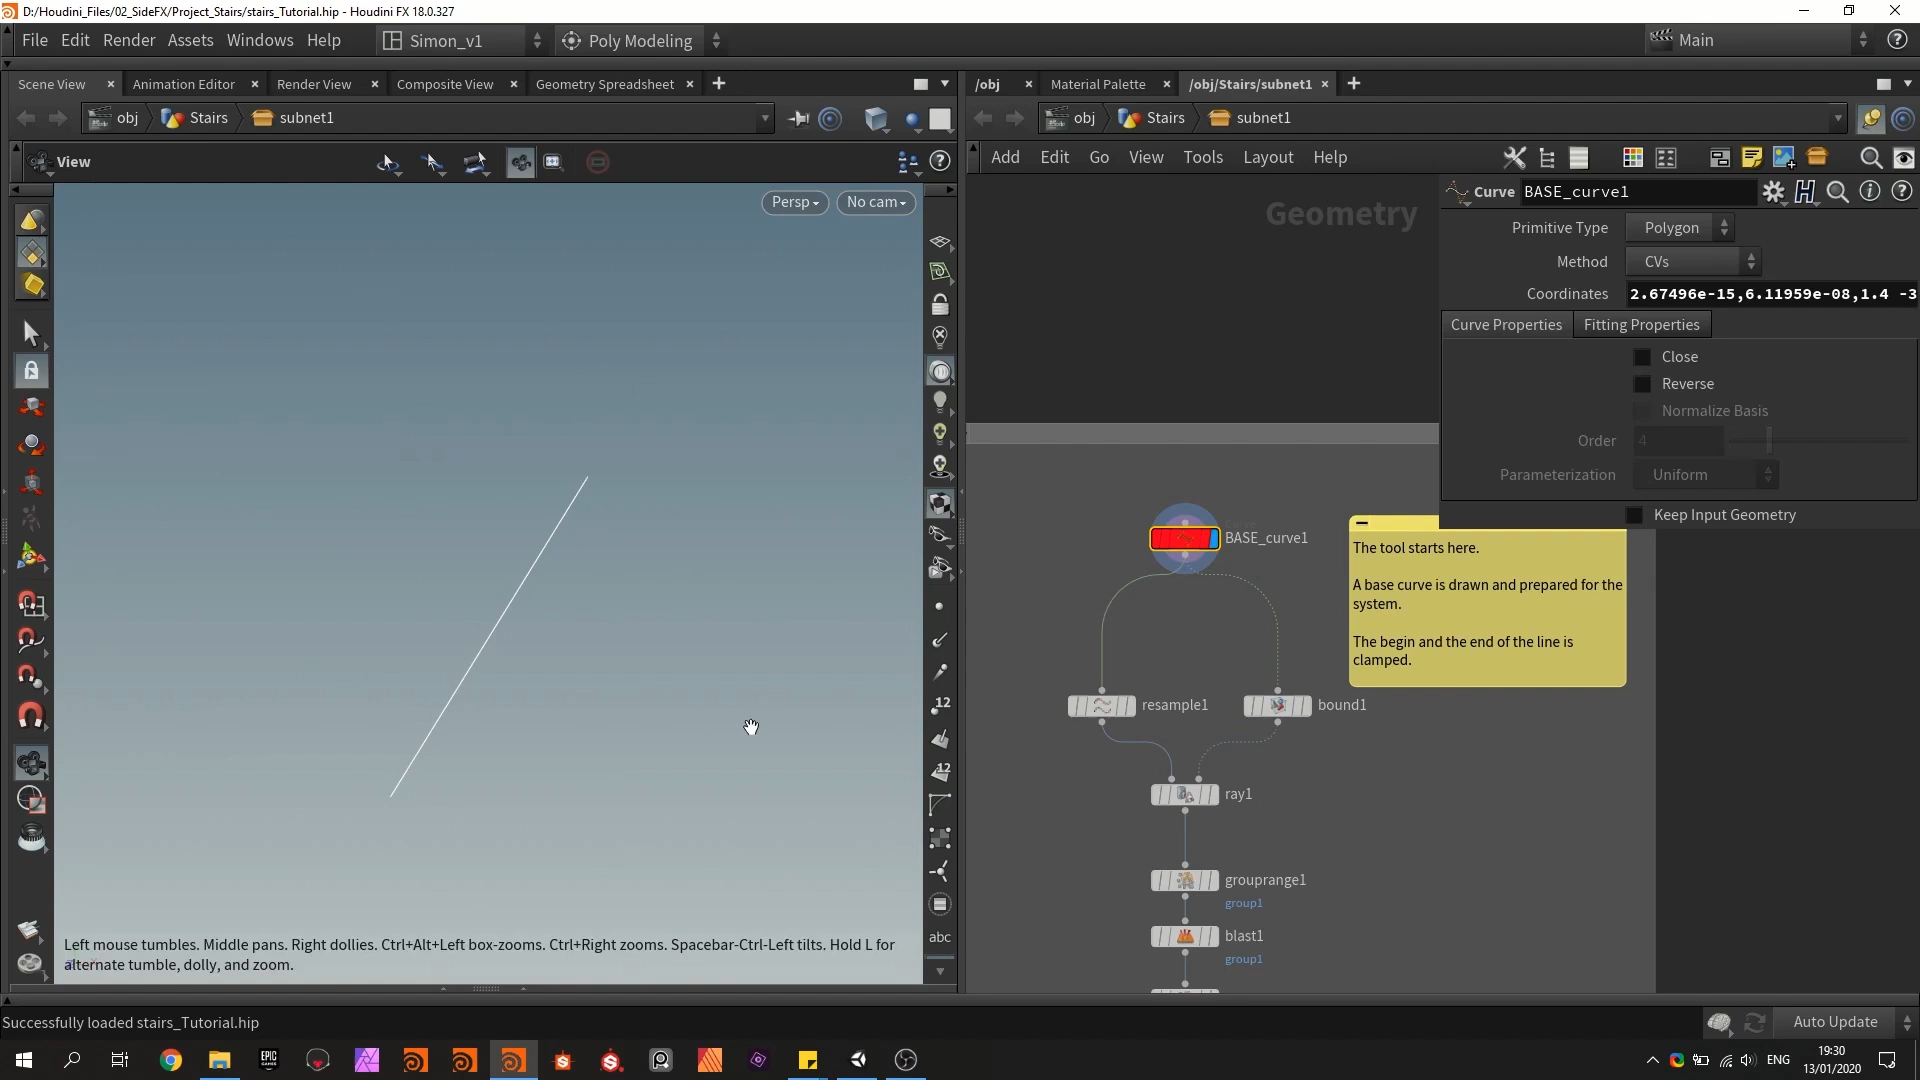 D:/Houdini_Files/02_SideFX/Project_Stairs/stairs_Tutorial.hip - Houdini FX 18.0.327
File Edit Render Assets Windows Help
Simon_v1
Poly Modeling
Main
Scene View
Animation Editor
Render View
Composite View
Geometry Spreadsheet
/obj
Material Palette
/obj/Stairs/subnet1
obj
Stairs
subnet1
obj
Stairs
subnet1
View
Add Edit Go View Tools Layout Help
Persp
No cam
Geometry
Curve BASE_curve1
Primitive Type Polygon
Method CVs
Coordinates 2.67496e-15,6.11959e-08,1.4 -3
Curve Properties Fitting Properties
Close
Reverse
Normalize Basis
Order 4
Parameterization Uniform
Keep Input Geometry
BASE_curve1
The tool starts here.
A base curve is drawn and prepared for the
system.
The begin and the end of the line is
clamped.
resample1
bound1
ray1
grouprange1
group1
blast1
group1
12
12
abc
Left mouse tumbles. Middle pans. Right dollies. Ctrl+Alt+Left box-zooms. Ctrl+Right zooms. Spacebar-Ctrl-Left tilts. Hold L for
alternate tumble, dolly, and zoom.
Successfully loaded stairs_Tutorial.hip
Auto Update
EPIC
ENG
19:30
13/01/2020